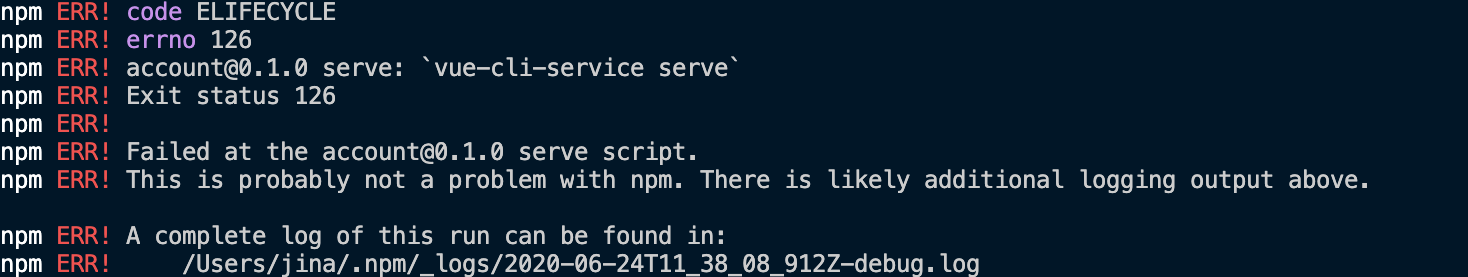 npm ERR! code ELIFECYCLE
npm ERR! errno 126
npm ERR! account@0.1.0 serve: `vue-cli-service serve`
npm ERR! Exit status 126
npm ERR!
npm ERR! Failed at the account@0.1.0 serve script.
npm ERR! This is probably not a problem with npm. There is likely additional logging output above.

npm ERR! A complete log of this run can be found in:
npm ERR!     /Users/jina/.npm/_logs/2020-06-24T11_38_08_912Z-debug.log